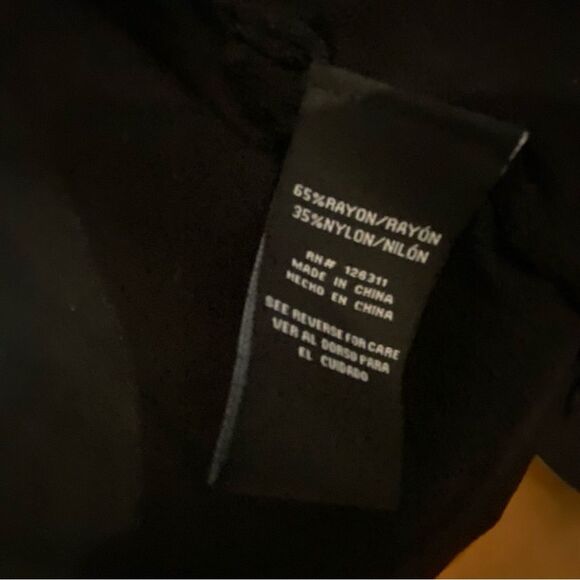 65%RAYON/RAYÓN
35%NYLON/NILÓN
RN# 126311
MADE IN CHINA
HECHO EN CHINA
SEE REVERSE FOR CARE
VER AL DORSO PARA
EL CUIDADO